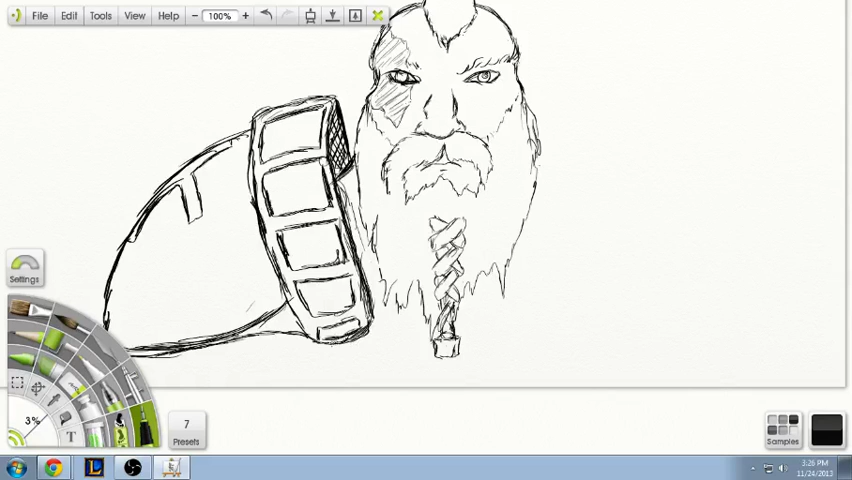 File Edit Tools View Help − 100% +
Settings
3%
T
7
Presets
Samples
L
3:26 PM
11/24/2013